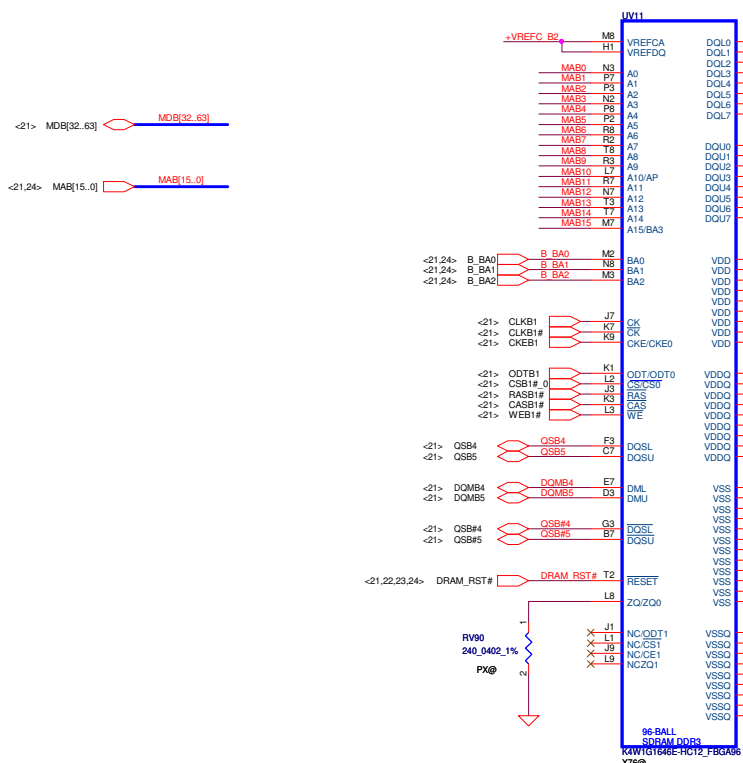 UV11
+VREFC_B2 M8 VREFCA DQL0
H1 VREFDQ DQL1
DQL2
MAB0 N3 A0 DQL3
MAB1 P7 A1 DQL4
MAB2 P3 A2 DQL5
MAB3 N2 A3 DQL6
MAB4 P8 A4 DQL7
MAB5 P2 A5
MAB6 R8 A6
MAB7 R2 A7 DQU0
MAB8 T8 A8 DQU1
MAB9 R3 A9 DQU2
MAB10 L7 A10/AP DQU3
MAB11 R7 A11 DQU4
MAB12 N7 A12 DQU5
MAB13 T3 A13 DQU6
MAB14 T7 A14 DQU7
MAB15 M7 A15/BA3
<21> MDB[32..63] MDB[32..63]
<21,24> MAB[15..0] MAB[15..0]
<21,24> B_BA0 B_BA0 M2 BA0 VDD
<21,24> B_BA1 B_BA1 N8 BA1 VDD
<21,24> B_BA2 B_BA2 M3 BA2 VDD
VDD
VDD
VDD
<21> CLKB1 J7 CK VDD
<21> CLKB1# K7 CK VDD
<21> CKEB1 K9 CKE/CKE0 VDD
<21> ODTB1 K1 ODT/ODT0 VDDQ
<21> CSB1#_0 L2 CS/CS0 VDDQ
<21> RASB1# J3 RAS VDDQ
<21> CASB1# K3 CAS VDDQ
<21> WEB1# L3 WE VDDQ
VDDQ
VDDQ
<21> QSB4 QSB4 F3 DQSL VDDQ
<21> QSB5 QSB5 C7 DQSU VDDQ
<21> DQMB4 DQMB4 E7 DML VSS
<21> DQMB5 DQMB5 D3 DMU VSS
VSS
VSS
<21> QSB#4 QSB#4 G3 DQSL VSS
<21> QSB#5 QSB#5 B7 DQSU VSS
VSS
VSS
VSS
<21,22,23,24> DRAM_RST# DRAM_RST# T2 RESET VSS
VSS
L8 ZQ/ZQ0 VSS
1
J1 NC/ODT1 VSSQ
RV90 L1 NC/CS1 VSSQ
240_0402_1% J9 NC/CE1 VSSQ
L9 NCZQ1 VSSQ
PX@ VSSQ
2 VSSQ
VSSQ
VSSQ
VSSQ
96-BALL
SDRAM DDR3
K4W1G1646E-HC12_FBGA96
X76@